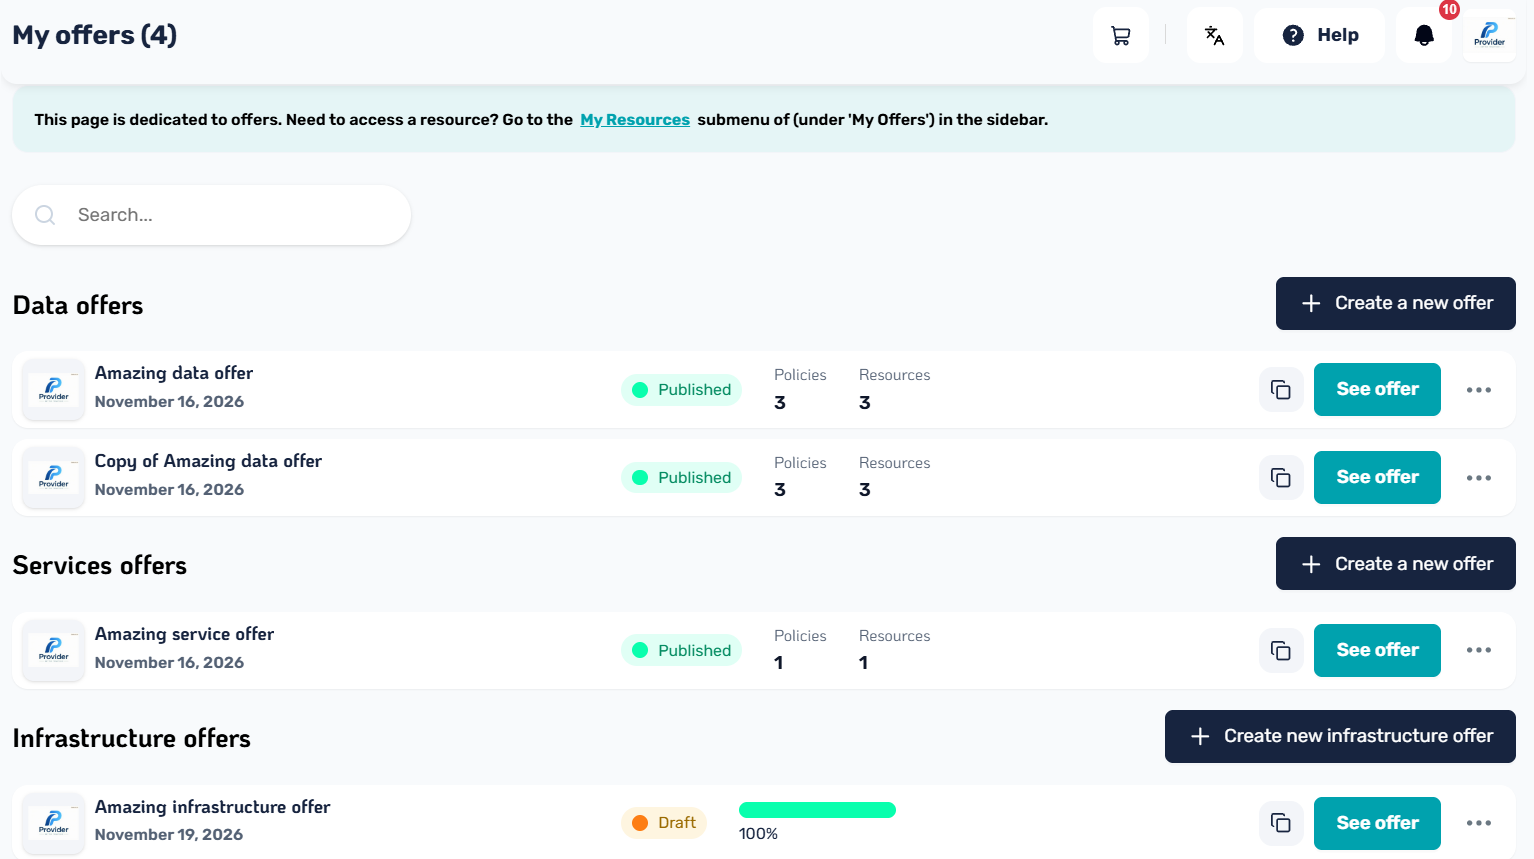 My offers (4)
Help
10
Provider
This page is dedicated to offers. Need to access a resource? Go to the My Resources submenu of (under 'My Offers') in the sidebar.
Search...
Data offers
Create a new offer
Provider
Amazing data offer
November 16, 2026
Published
Policies
3
Resources
3
See offer
Provider
Copy of Amazing data offer
November 16, 2026
Published
Policies
3
Resources
3
See offer
Services offers
Create a new offer
Provider
Amazing service offer
November 16, 2026
Published
Policies
1
Resources
1
See offer
Infrastructure offers
Create new infrastructure offer
Provider
Amazing infrastructure offer
November 19, 2026
Draft
100%
See offer